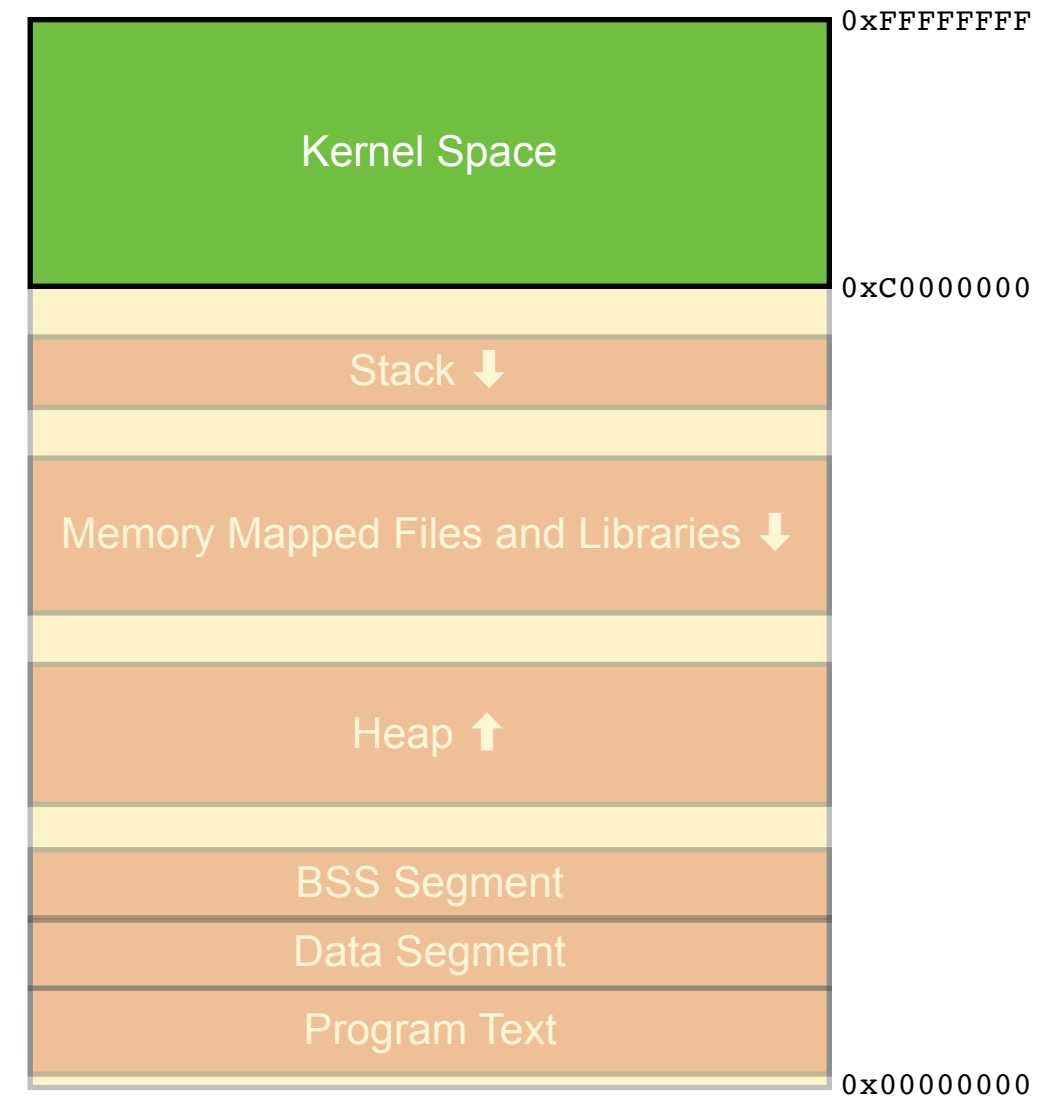 0xFFFFFFFF
Kernel Space
0xC0000000
Stack ⬇
Memory Mapped Files and Libraries ⬇
Heap ⬆
BSS Segment
Data Segment
Program Text
0x00000000